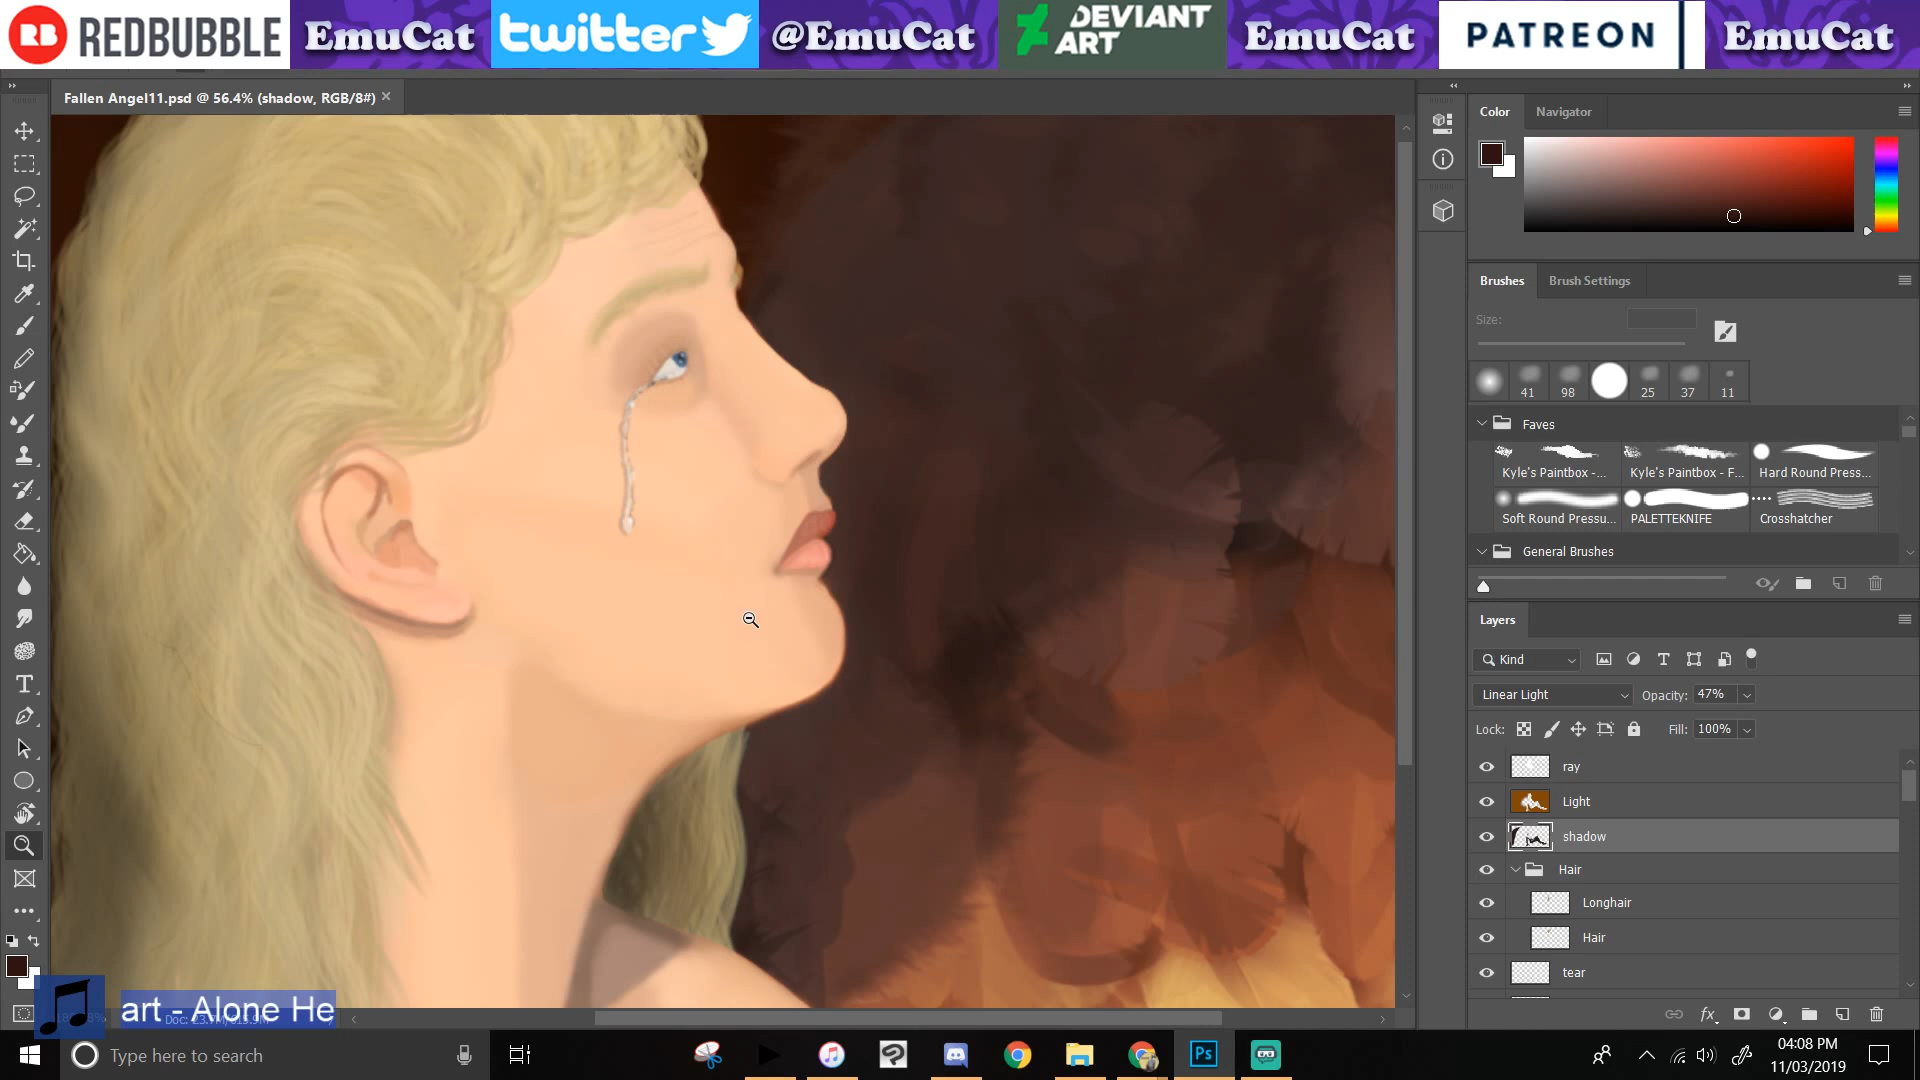 RB REDBUBBLE EmuCat twitter @EmuCat DEVIANT ART EmuCat PATREON EmuCat
Fallen Angel11.psd @ 56.4% (shadow, RGB/8#) ×
Color Navigator
Brushes Brush Settings
Size:
41 98 25 37 11
Faves
Kyle's Paintbox -... Kyle's Paintbox - F... Hard Round Press...
Soft Round Pressu... PALETTEKNIFE Crosshatcher
General Brushes
Layers
Kind
Linear Light Opacity: 47%
Lock: Fill: 100%
ray
Light
shadow
Hair
Longhair
Hair
tear
fx
art - Alone He
Type here to search
Ps
04:08 PM
11/03/2019